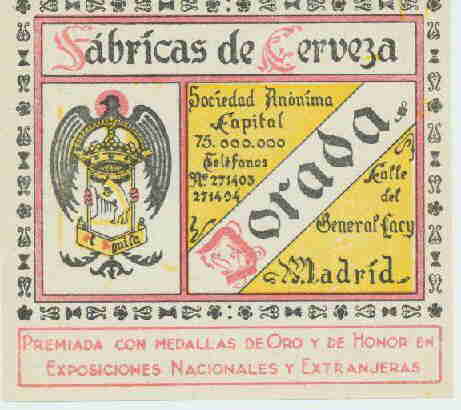 Fábricas de Cerveza
El Aguila
Sociedad Anónima
Capital
75.000.000
Teléfonos
Nº 271403
271404
Dorada
Calle
del
General Lacy
Madrid
PREMIADA CON MEDALLAS DE ORO Y DE HONOR EN
EXPOSICIONES NACIONALES Y EXTRANJERAS